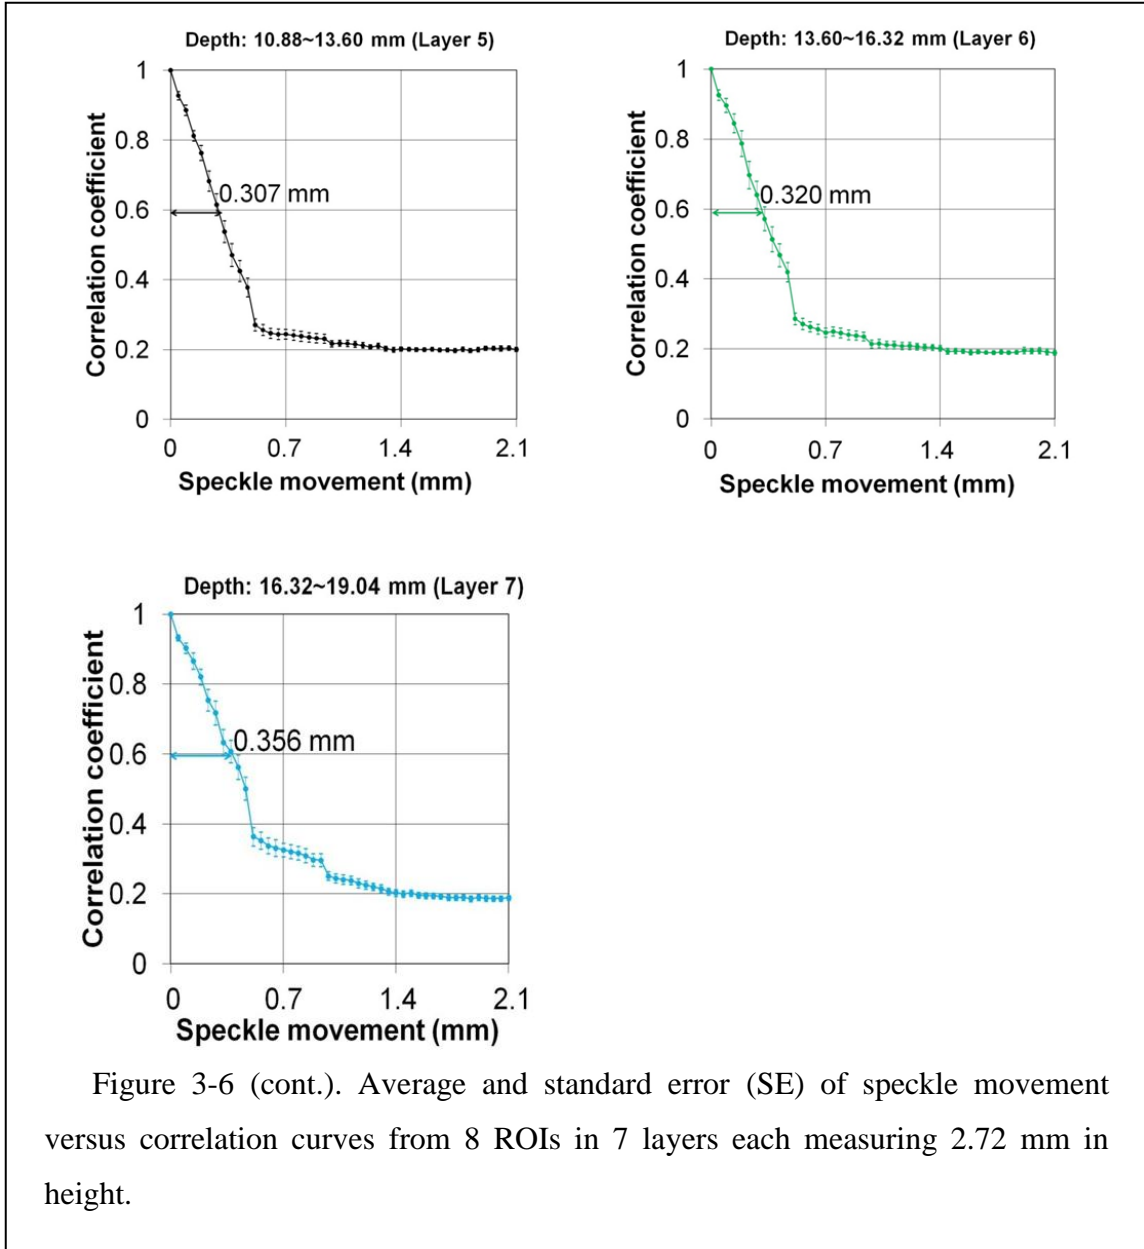 Depth: 10.88~13.60 mm (Layer 5)
1
0.8
0.6
0.4
0.2
0
Correlation coefficient
0.307 mm
0 0.7 1.4 2.1
Speckle movement (mm)
Depth: 13.60~16.32 mm (Layer 6)
1
0.8
0.6
0.4
0.2
0
Correlation coefficient
0.320 mm
0 0.7 1.4 2.1
Speckle movement (mm)
Depth: 16.32~19.04 mm (Layer 7)
1
0.8
0.6
0.4
0.2
0
Correlation coefficient
0.356 mm
0 0.7 1.4 2.1
Speckle movement (mm)
Figure 3-6 (cont.). Average and standard error (SE) of speckle movement
versus correlation curves from 8 ROIs in 7 layers each measuring 2.72 mm in
height.